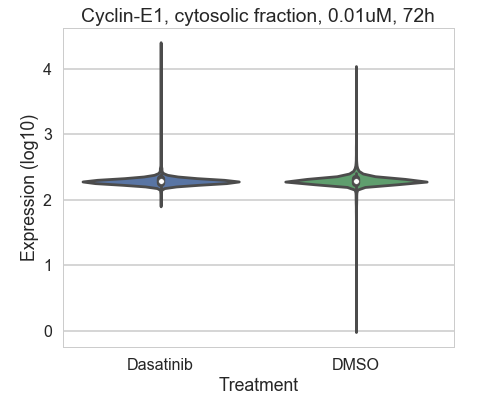 Cyclin-E1, cytosolic fraction, 0.01uM, 72h
4
3
2
1
0
Expression (log10)
Dasatinib DMSO
Treatment